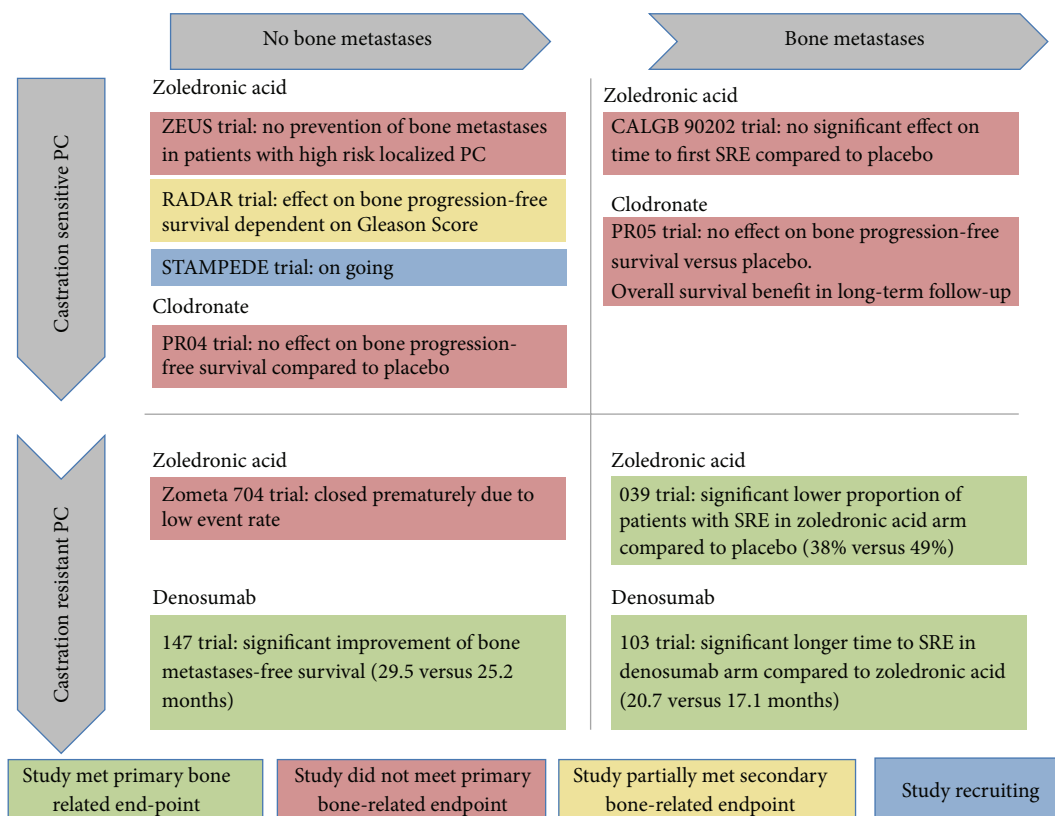 No bone metastases
Bone metastases
Castration sensitive PC
Zoledronic acid
ZEUS trial: no prevention of bone metastases
in patients with high risk localized PC
RADAR trial: effect on bone progression-free
survival dependent on Gleason Score
STAMPEDE trial: on going
Clodronate
PR04 trial: no effect on bone progression-
free survival compared to placebo
Zoledronic acid
CALGB 90202 trial: no significant effect on
time to first SRE compared to placebo
Clodronate
PR05 trial: no effect on bone progression-free
survival versus placebo.
Overall survival benefit in long-term follow-up
Castration resistant PC
Zoledronic acid
Zometa 704 trial: closed prematurely due to
low event rate
Denosumab
147 trial: significant improvement of bone
metastases-free survival (29.5 versus 25.2
months)
Zoledronic acid
039 trial: significant lower proportion of
patients with SRE in zoledronic acid arm
compared to placebo (38% versus 49%)
Denosumab
103 trial: significant longer time to SRE in
denosumab arm compared to zoledronic acid
(20.7 versus 17.1 months)
Study met primary bone
related end-point
Study did not meet primary
bone-related endpoint
Study partially met secondary
bone-related endpoint
Study recruiting